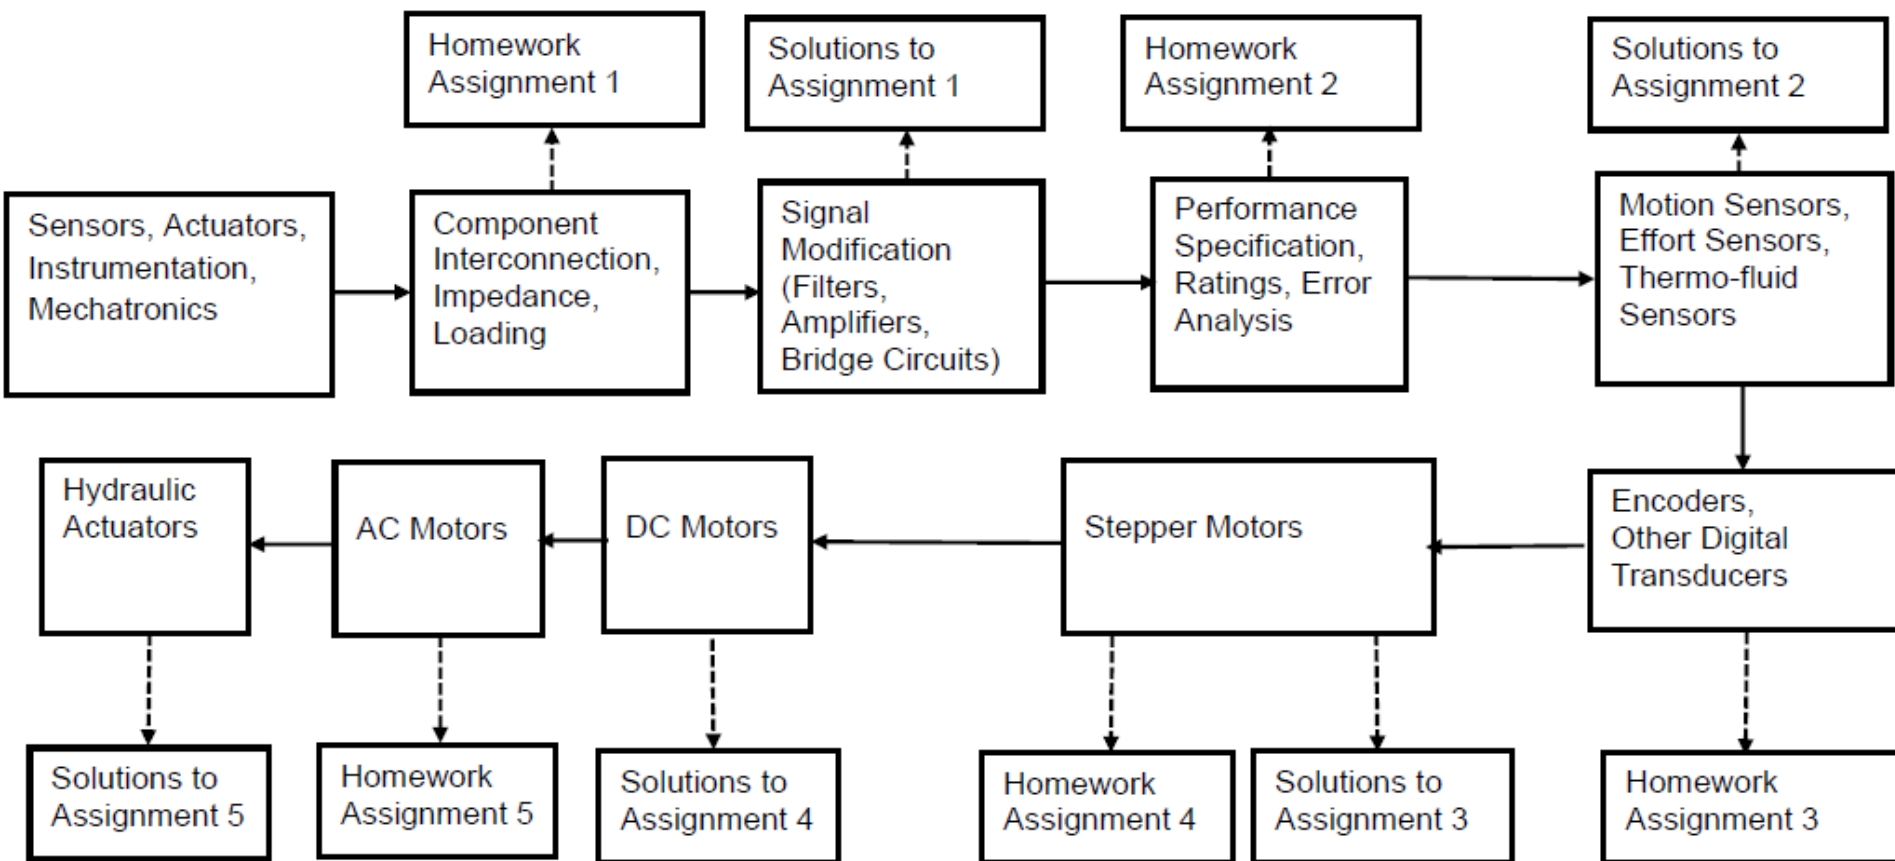 Homework
Assignment 1
Solutions to
Assignment 1
Homework
Assignment 2
Solutions to
Assignment 2
Sensors, Actuators,
Instrumentation,
Mechatronics
Component
Interconnection,
Impedance,
Loading
Signal
Modification
(Filters,
Amplifiers,
Bridge Circuits)
Performance
Specification,
Ratings, Error
Analysis
Motion Sensors,
Effort Sensors,
Thermo-fluid
Sensors
Hydraulic
Actuators
AC Motors
DC Motors
Stepper Motors
Encoders,
Other Digital
Transducers
Solutions to
Assignment 5
Homework
Assignment 5
Solutions to
Assignment 4
Homework
Assignment 4
Solutions to
Assignment 3
Homework
Assignment 3